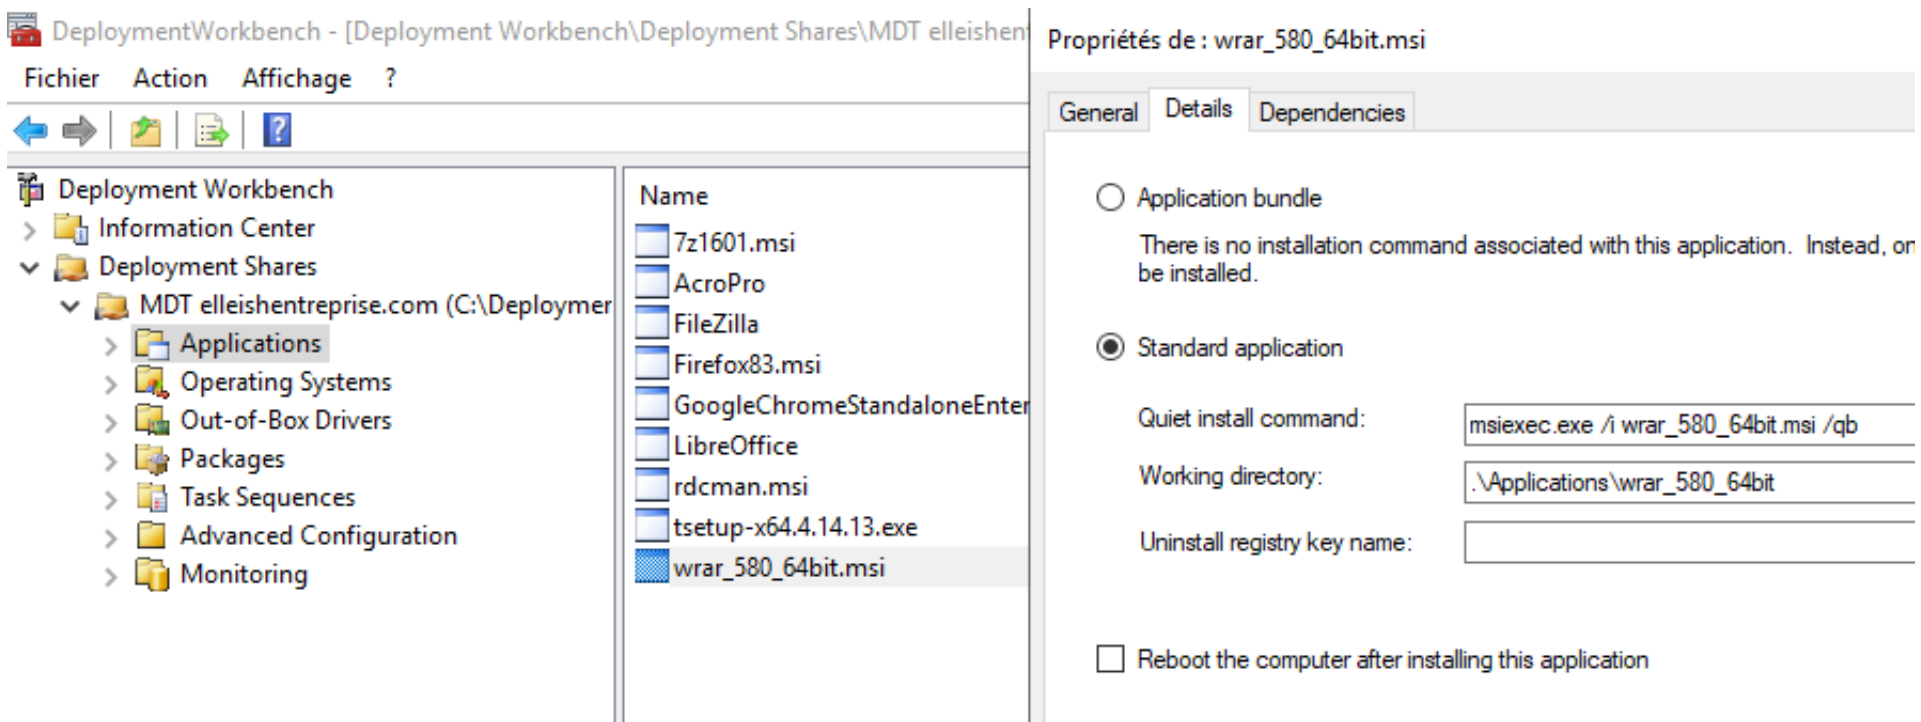 DeploymentWorkbench - [Deployment Workbench\Deployment Shares\MDT elleishen
Fichier Action Affichage ?
Deployment Workbench
Information Center
Deployment Shares
MDT elleishentreprise.com (C:\Deploymer
Applications
Operating Systems
Out-of-Box Drivers
Packages
Task Sequences
Advanced Configuration
Monitoring
Name
7z1601.msi
AcroPro
FileZilla
Firefox83.msi
GoogleChromeStandaloneEnter
LibreOffice
rdcman.msi
tsetup-x64.4.14.13.exe
wrar_580_64bit.msi
Propriétés de : wrar_580_64bit.msi
General Details Dependencies
Application bundle
There is no installation command associated with this application. Instead, on
be installed.
Standard application
Quiet install command: msiexec.exe /i wrar_580_64bit.msi /qb
Working directory: .\Applications\wrar_580_64bit
Uninstall registry key name:
Reboot the computer after installing this application